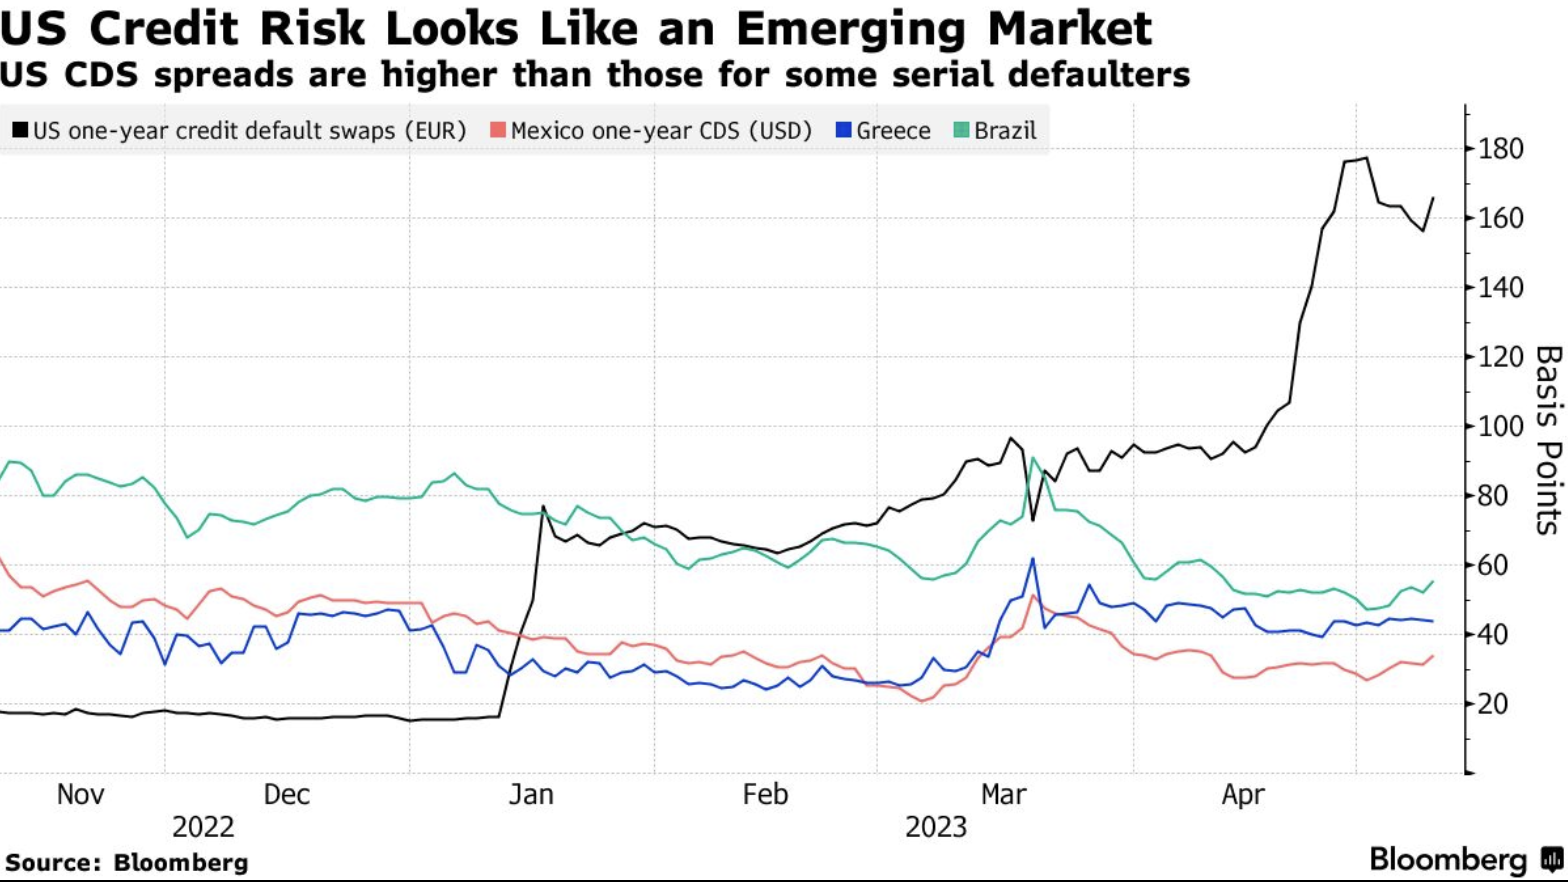 US Credit Risk Looks Like an Emerging Market
US CDS spreads are higher than those for some serial defaulters
US one-year credit default swaps (EUR) Mexico one-year CDS (USD) Greece Brazil
180
160
140
120
100
80
60
40
20
Basis Points
Nov Dec Jan Feb Mar Apr
2022 2023
Source: Bloomberg
Bloomberg